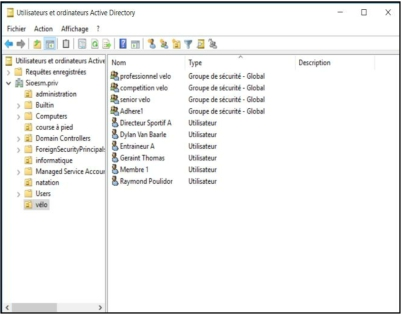 Utilisateurs et ordinateurs Active Directory
Fichier Action Affichage ?
Utilisateurs et ordinateurs Active
Requêtes enregistrées
Sioesm.priv
administration
Builtin
Computers
course à pied
Domain Controllers
ForeignSecurityPrincipals
informatique
Managed Service Accour
natation
Users
vélo
Nom Type Description
professionnel velo Groupe de sécurité - Global
competition velo Groupe de sécurité - Global
senior velo Groupe de sécurité - Global
Adhere1 Groupe de sécurité - Global
Directeur Sportif A Utilisateur
Dylan Van Baarle Utilisateur
Entraineur A Utilisateur
Geraint Thomas Utilisateur
Membre 1 Utilisateur
Raymond Poulidor Utilisateur